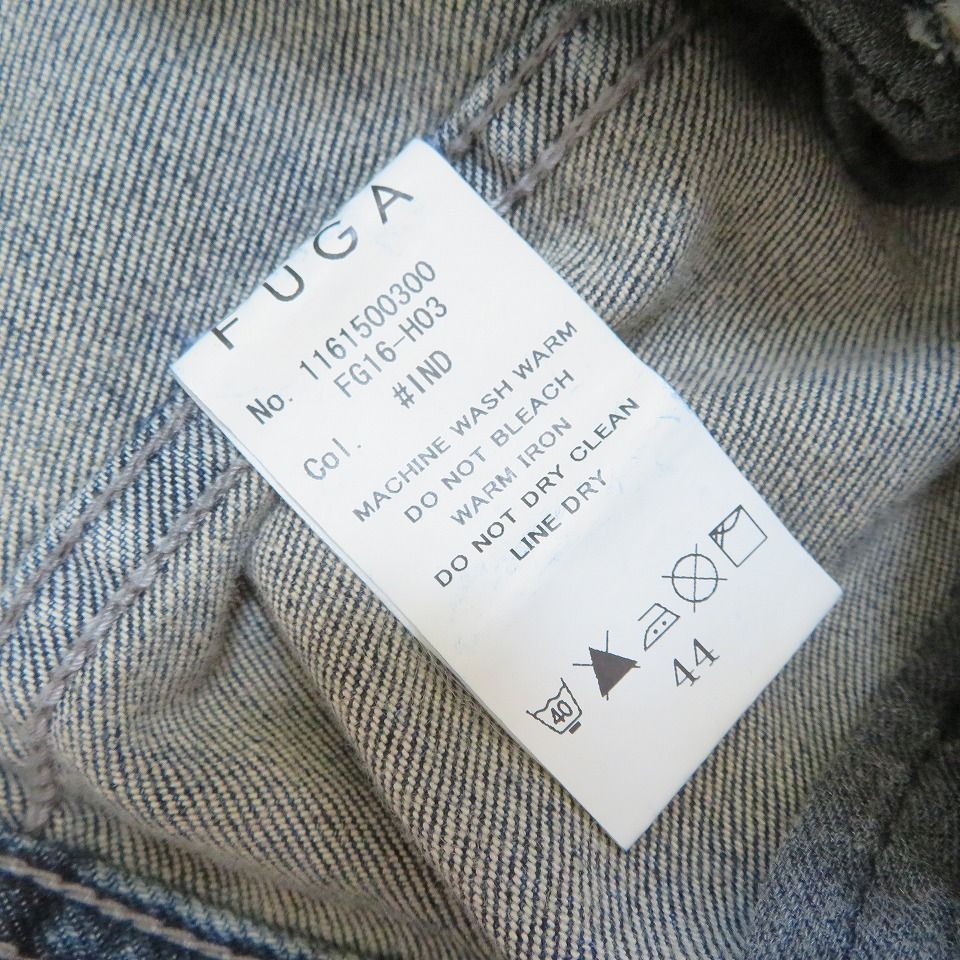 FUGA
No. 1161500300
FG16-H03
Col. #IND
MACHINE WASH WARM
DO NOT BLEACH
WARM IRON
DO NOT DRY CLEAN
LINE DRY
40
44